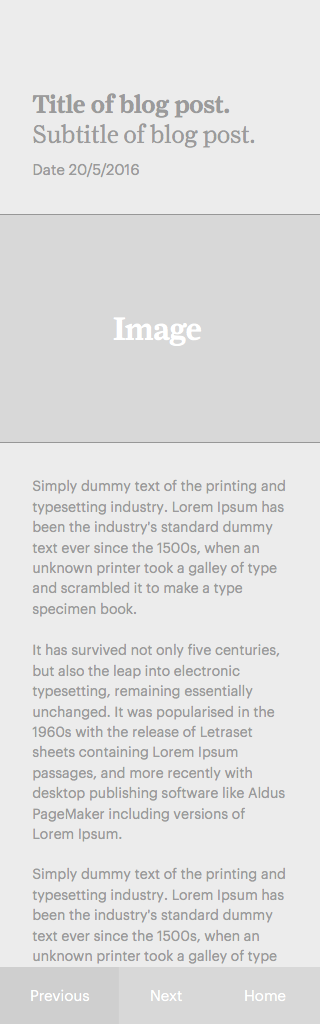 Title of blog post.
Subtitle of blog post.
Date 20/5/2016
Image
Simply dummy text of the printing and
typesetting industry. Lorem Ipsum has
been the industry's standard dummy
text ever since the 1500s, when an
unknown printer took a galley of type
and scrambled it to make a type
specimen book.
It has survived not only five centuries,
but also the leap into electronic
typesetting, remaining essentially
unchanged. It was popularised in the
1960s with the release of Letraset
sheets containing Lorem Ipsum
passages, and more recently with
desktop publishing software like Aldus
PageMaker including versions of
Lorem Ipsum.
Simply dummy text of the printing and
typesetting industry. Lorem Ipsum has
been the industry's standard dummy
text ever since the 1500s, when an
unknown printer took a galley of type
Previous Next Home